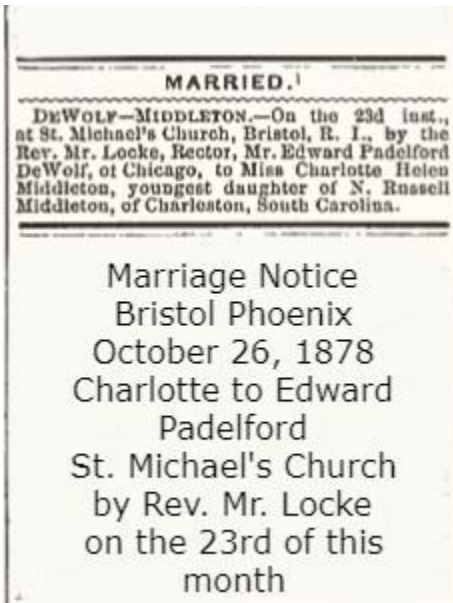 MARRIED.¹
DEWOLF—MIDDLETON.—On the 23d inst.,
at St. Michael's Church, Bristol, R. I., by the
Rev. Mr. Locke, Rector, Mr. Edward Padelford
DeWolf, of Chicago, to Miss Charlotte Helen
Middleton, youngest daughter of N. Russell
Middleton, of Charleston, South Carolina.
Marriage Notice
Bristol Phoenix
October 26, 1878
Charlotte to Edward
Padelford
St. Michael's Church
by Rev. Mr. Locke
on the 23rd of this
month